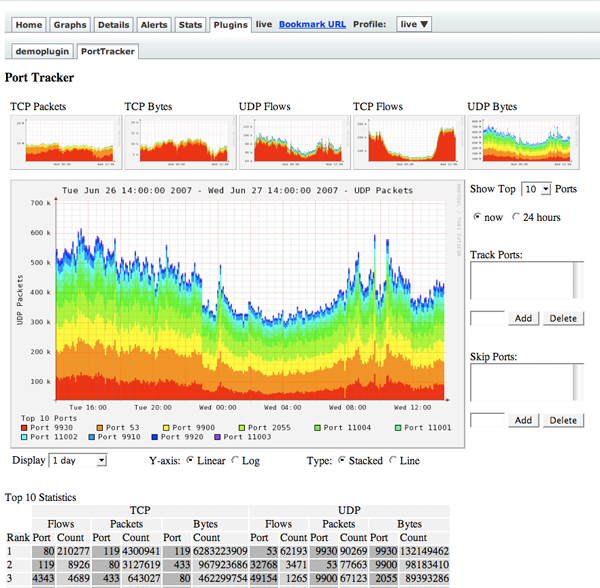 Home Graphs Details Alerts Stats Plugins live Bookmark URL Profile: live ▼
demoplugin PortTracker
Port Tracker
TCP Packets TCP Bytes UDP Flows TCP Flows UDP Bytes
Tue Jun 26 14:00:00 2007 - Wed Jun 27 14:00:00 2007 - UDP Packets
700 k
600 k
500 k
400 k
300 k
200 k
100 k
UDP Packets
Tue 16:00 Tue 20:00 Wed 00:00 Wed 04:00 Wed 08:00 Wed 12:00
Top 10 Ports
Port 9930 Port 53 Port 9900 Port 2055 Port 11004 Port 11001
Port 11002 Port 9910 Port 9920 Port 11003
Show Top 10 Ports
now 24 hours
Track Ports:
Add Delete
Skip Ports:
Add Delete
Display 1 day Y-axis: Linear Log Type: Stacked Line
Top 10 Statistics
TCP UDP
Flows Packets Bytes Flows Packets Bytes
Rank Port Count Port Count Port Count Port Count Port Count Port Count
1 80 210277 119 4300941 119 6283223909 53 62193 9930 90269 9930 132149462
2 119 8926 80 3127619 433 967923686 32768 3471 53 77663 9900 98183410
3 4343 4689 433 643027 80 462299754 49154 1265 9900 67123 2055 89393286